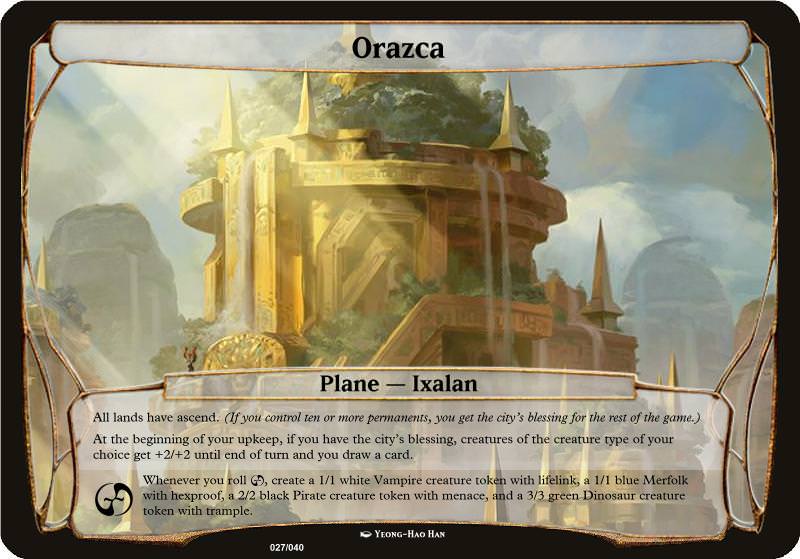 Orazca
Plane — Ixalan
All lands have ascend. (If you control ten or more permanents, you get the city's blessing for the rest of the game.)
At the beginning of your upkeep, if you have the city's blessing, creatures of the creature type of your
choice get +2/+2 until end of turn and you draw a card.
Whenever you roll , create a 1/1 white Vampire creature token with lifelink, a 1/1 blue Merfolk
with hexproof, a 2/2 black Pirate creature token with menace, and a 3/3 green Dinosaur creature
token with trample.
Yeong-Hao Han
027/040